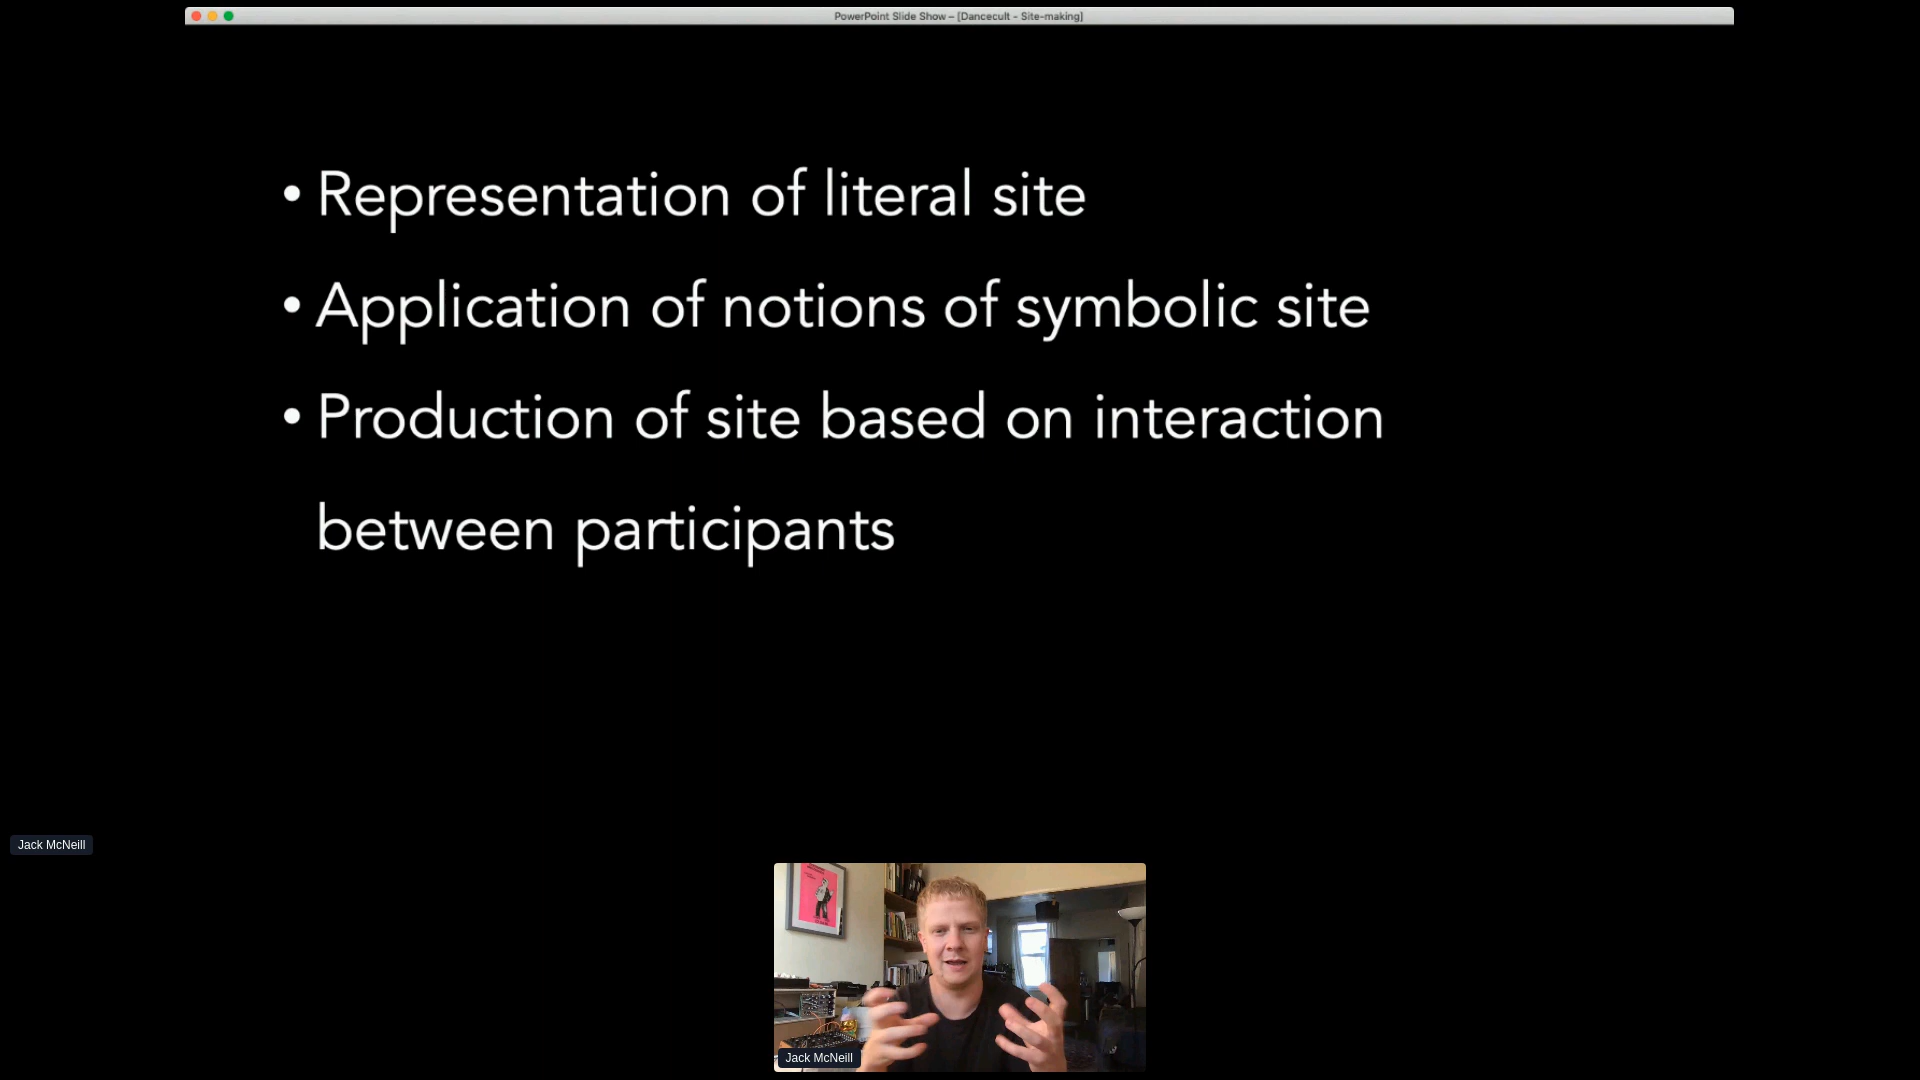 PowerPoint Slide Show – [Dancecult - Site-making]
• Representation of literal site
• Application of notions of symbolic site
• Production of site based on interaction
between participants
Jack McNeill
Jack McNeill